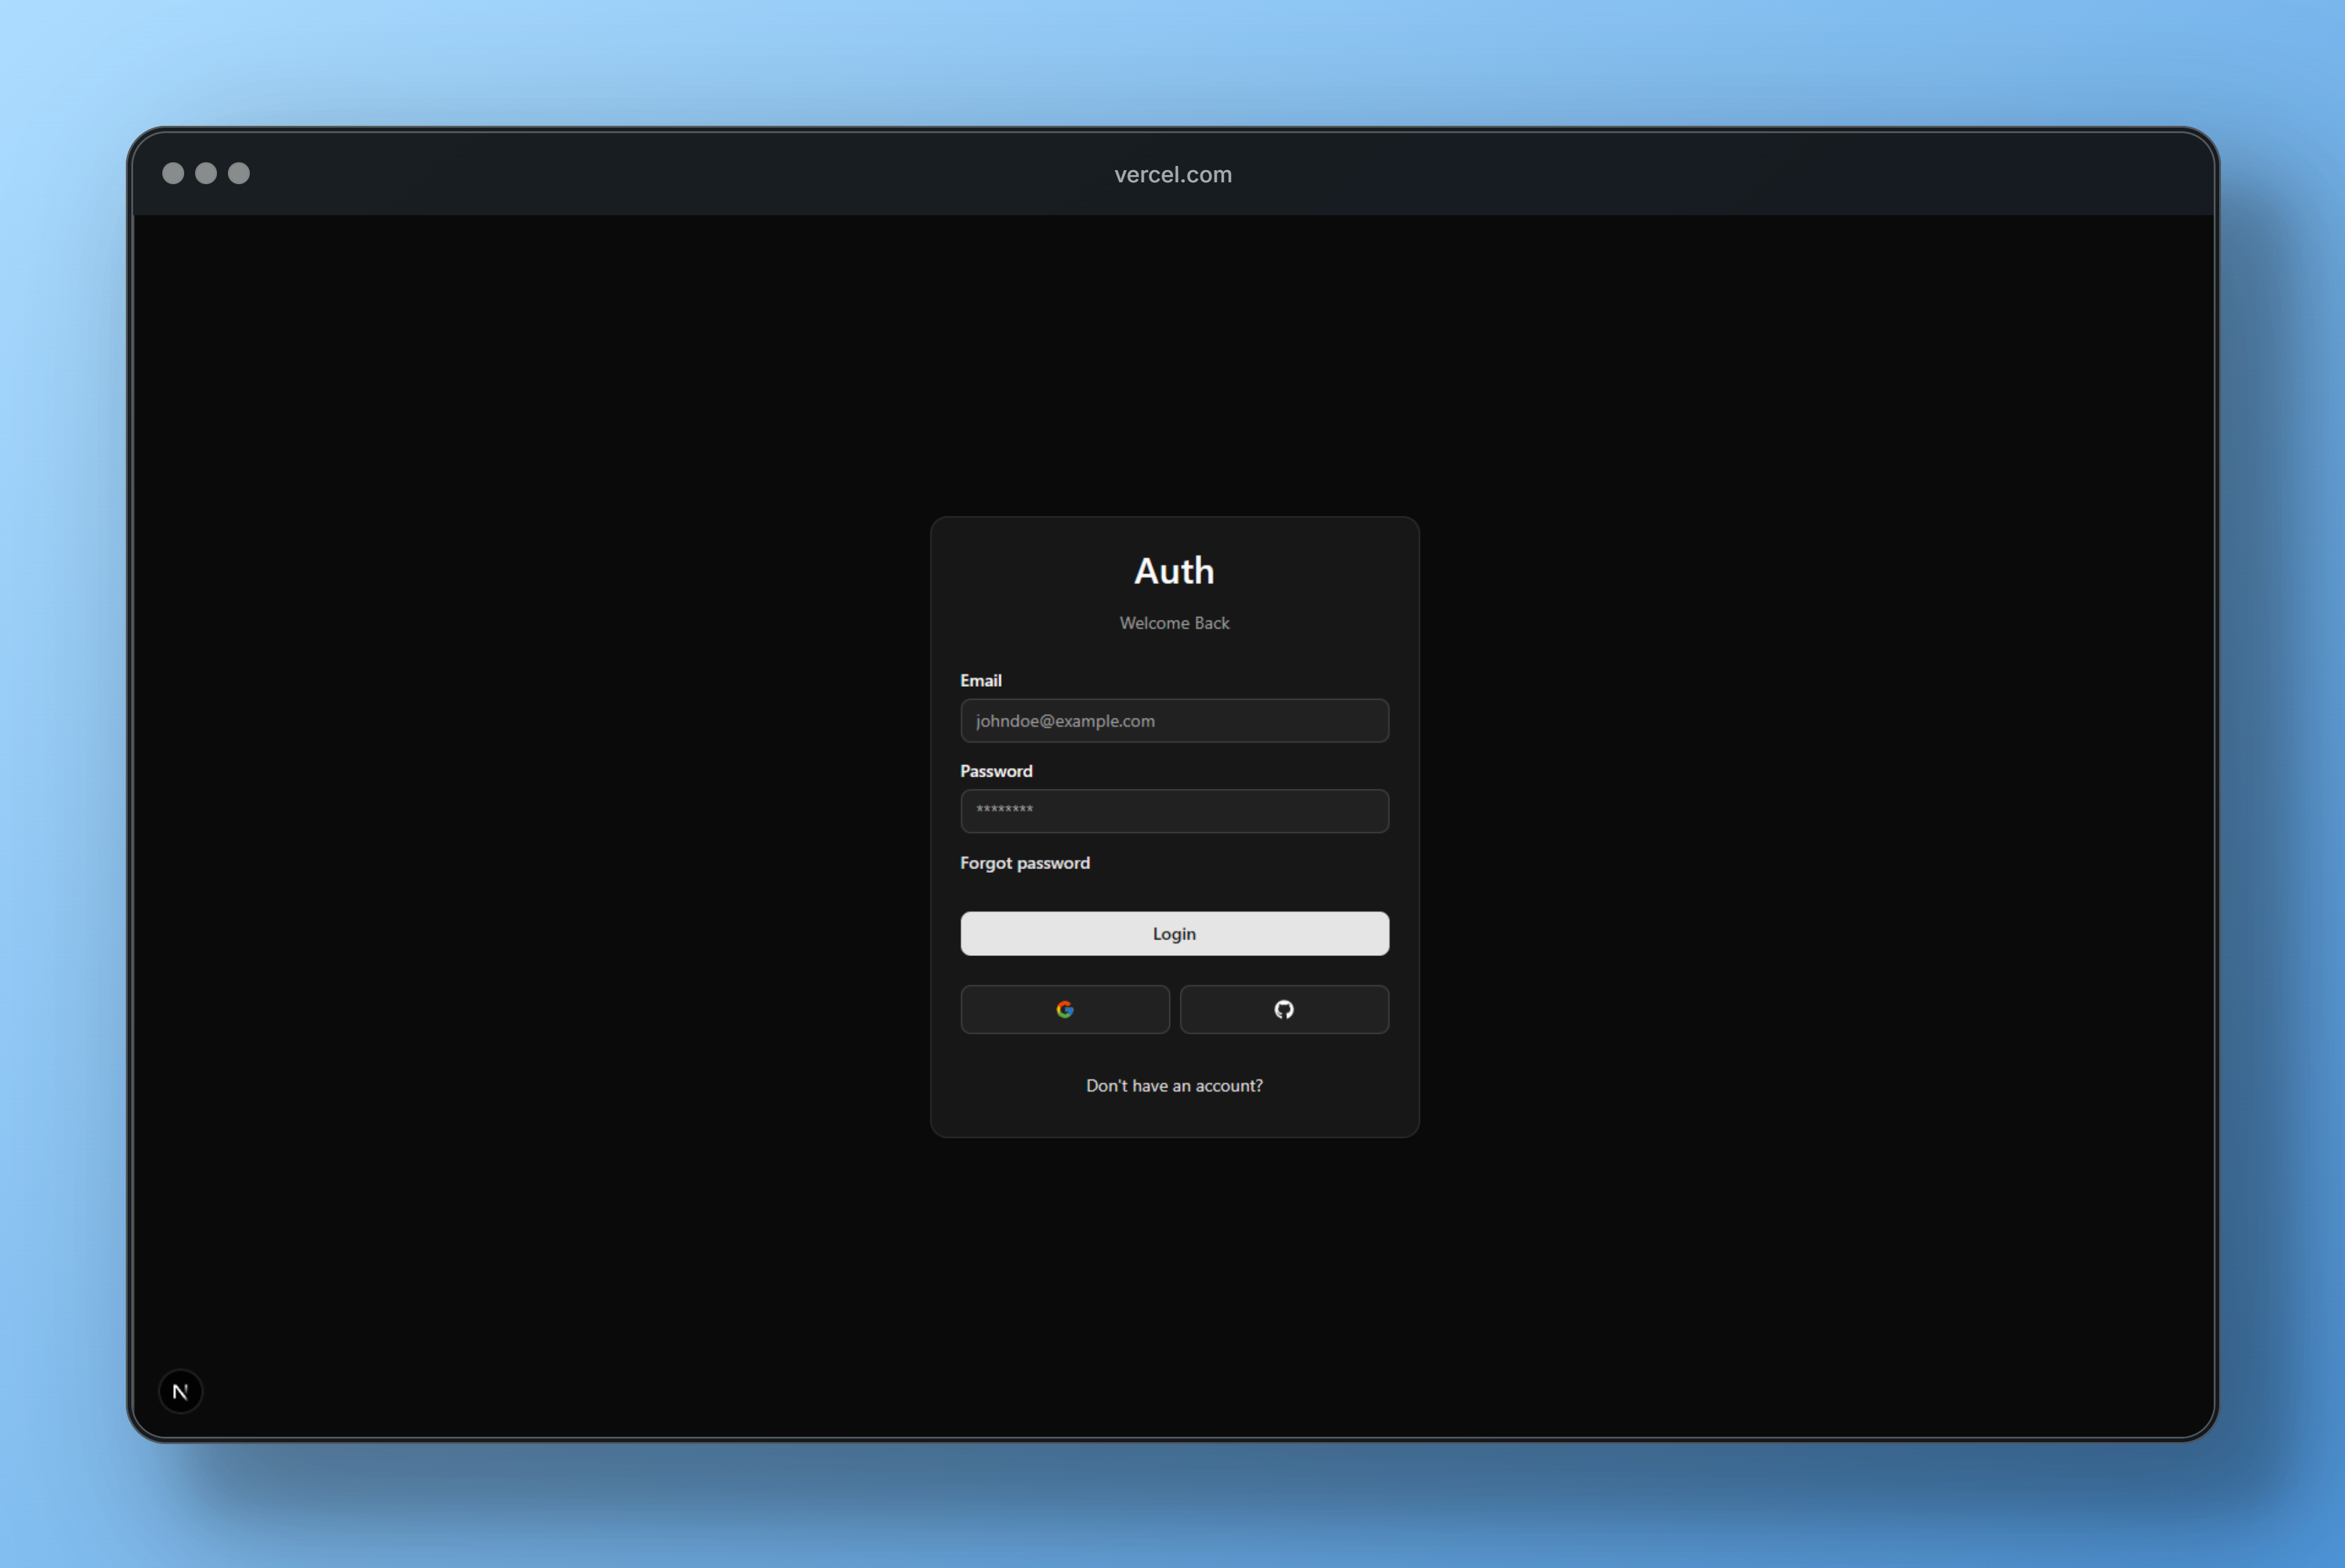 vercel.com
Auth
Welcome Back
Email
johndoe@example.com
Password
********
Forgot password
Login
Don't have an account?
N